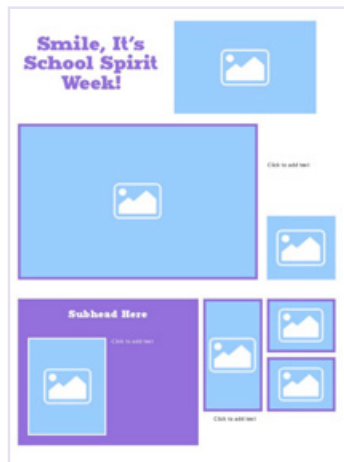 Smile, It's
School Spirit
Week!
Click to add text
Subhead Here
Click to add text
Click to add text